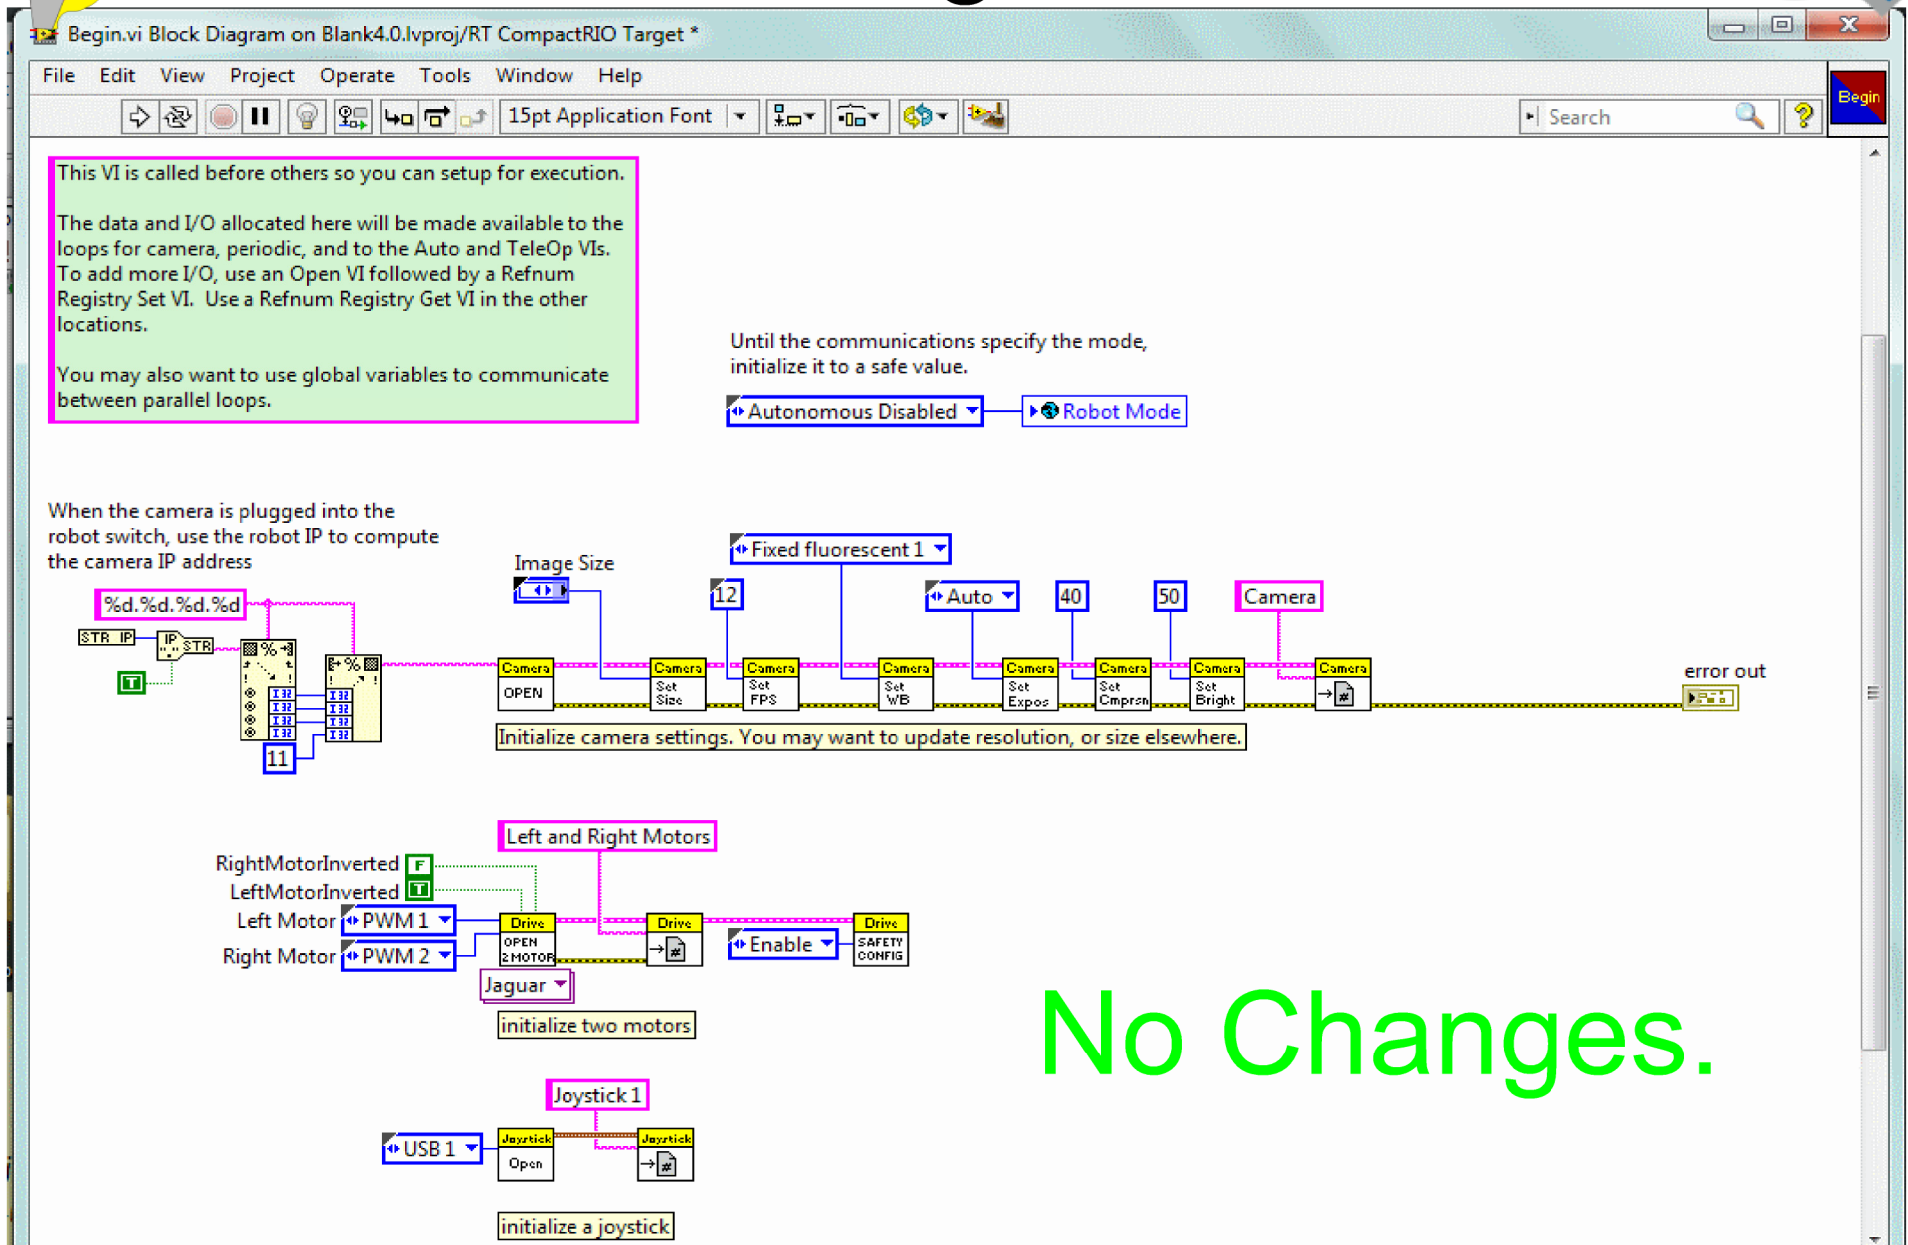 Begin.vi Block Diagram on Blank4.0.lvproj/RT CompactRIO Target *
File Edit View Project Operate Tools Window Help
15pt Application Font
Search
Begin
This VI is called before others so you can setup for execution.
The data and I/O allocated here will be made available to the
loops for camera, periodic, and to the Auto and TeleOp VIs.
To add more I/O, use an Open VI followed by a Refnum
Registry Set VI. Use a Refnum Registry Get VI in the other
locations.
You may also want to use global variables to communicate
between parallel loops.
Until the communications specify the mode,
initialize it to a safe value.
Autonomous Disabled
Robot Mode
When the camera is plugged into the
robot switch, use the robot IP to compute
the camera IP address
Image Size
Fixed fluorescent 1
%d.%d.%d.%d
12
Auto
40
50
Camera
STR IP
IP
STR
T
%
%
I32
I32
I32
I32
I32
I32
I32
I32
11
Camera
OPEN
Camera
Set
Size
Camera
Set
FPS
Camera
Set
WB
Camera
Set
Expos
Camera
Set
Cmprsn
Camera
Set
Bright
Camera
#
error out
Initialize camera settings. You may want to update resolution, or size elsewhere.
Left and Right Motors
RightMotorInverted F
LeftMotorInverted T
Left Motor PWM 1
Right Motor PWM 2
Drive
OPEN
2 MOTOR
Drive
#
Enable
Drive
SAFETY
CONFIG
Jaguar
initialize two motors
No Changes.
Joystick 1
USB 1
Joystick
Open
Joystick
#
initialize a joystick